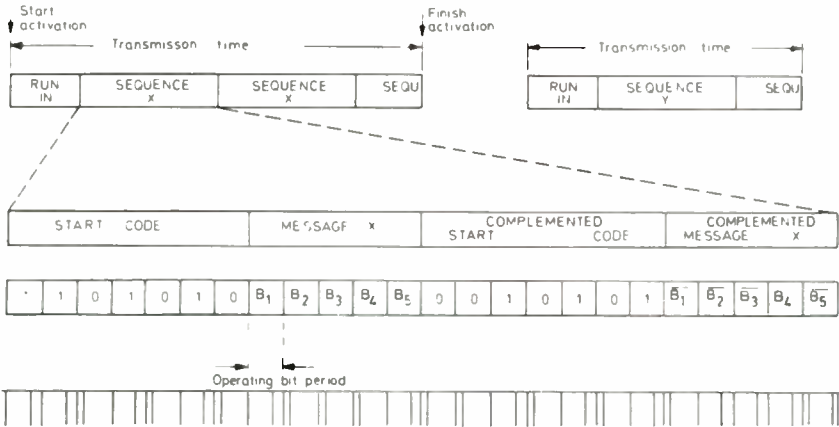 Start
activation
Finish
activation
Transmisson time
Transmission time
RUN
IN
SEQUENCE
X
SEQUENCE
X
SEQU
RUN
IN
SEQUENCE
Y
SEQU
START CODE
MESSAGE X
COMPLEMENTED
START CODE
COMPLEMENTED
MESSAGE X
1 0 1 0 1 0 B₁ B₂ B₃ B₄ B₅ 0 0 1 0 1 0 1 B̅₁ B̅₂ B̅₃ B₄ B̅₅
Operating bit period